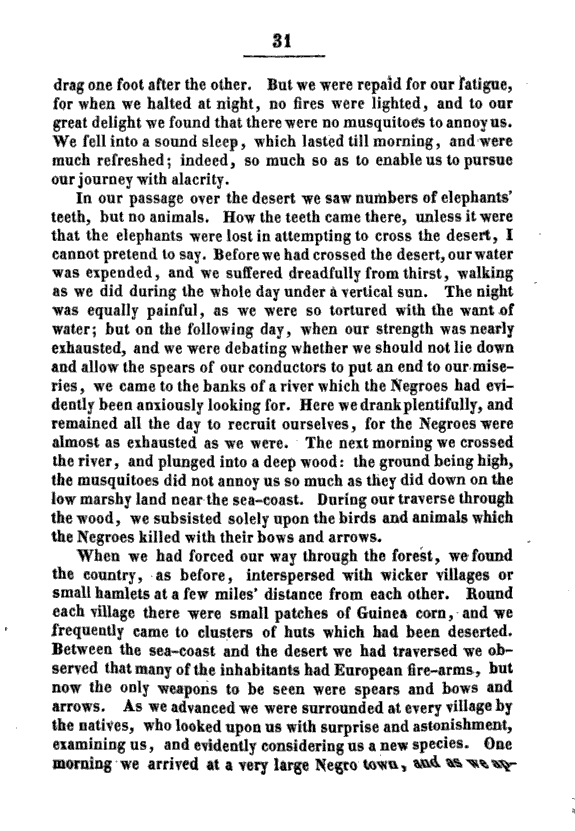 31
drag one foot after the other. But we were repaid for our fatigue,
for when we halted at night, no fires were lighted, and to our
great delight we found that there were no musquitoes to annoy us.
We fell into a sound sleep, which lasted till morning, and were
much refreshed; indeed, so much so as to enable us to pursue
our journey with alacrity.
In our passage over the desert we saw numbers of elephants'
teeth, but no animals. How the teeth came there, unless it were
that the elephants were lost in attempting to cross the desert, I
cannot pretend to say. Before we had crossed the desert, our water
was expended, and we suffered dreadfully from thirst, walking
as we did during the whole day under a vertical sun. The night
was equally painful, as we were so tortured with the want of
water; but on the following day, when our strength was nearly
exhausted, and we were debating whether we should not lie down
and allow the spears of our conductors to put an end to our mise-
ries, we came to the banks of a river which the Negroes had evi-
dently been anxiously looking for. Here we drank plentifully, and
remained all the day to recruit ourselves, for the Negroes were
almost as exhausted as we were. The next morning we crossed
the river, and plunged into a deep wood: the ground being high,
the musquitoes did not annoy us so much as they did down on the
low marshy land near the sea-coast. During our traverse through
the wood, we subsisted solely upon the birds and animals which
the Negroes killed with their bows and arrows.
When we had forced our way through the forest, we found
the country, as before, interspersed with wicker villages or
small hamlets at a few miles' distance from each other. Round
each village there were small patches of Guinea corn, and we
frequently came to clusters of huts which had been deserted.
Between the sea-coast and the desert we had traversed we ob-
served that many of the inhabitants had European fire-arms, but
now the only weapons to be seen were spears and bows and
arrows. As we advanced we were surrounded at every village by
the natives, who looked upon us with surprise and astonishment,
examining us, and evidently considering us a new species. One
morning we arrived at a very large Negro town, and as we ap-